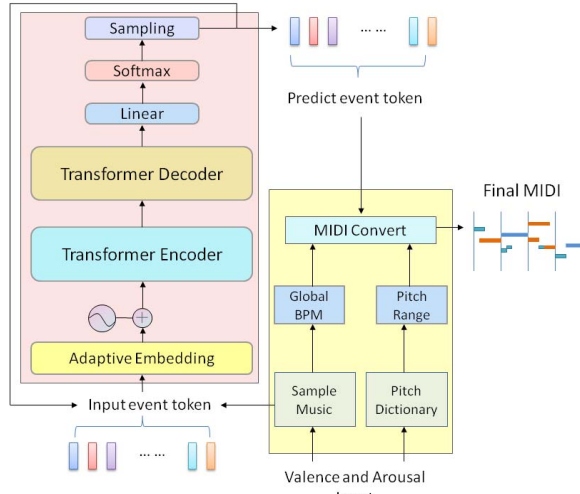 Sampling
Softmax
Linear
Transformer Decoder
Transformer Encoder
Adaptive Embedding
Input event token
... ...
... ...
Predict event token
MIDI Convert
Global
BPM
Pitch
Range
Sample
Music
Pitch
Dictionary
Valence and Arousal
Final MIDI